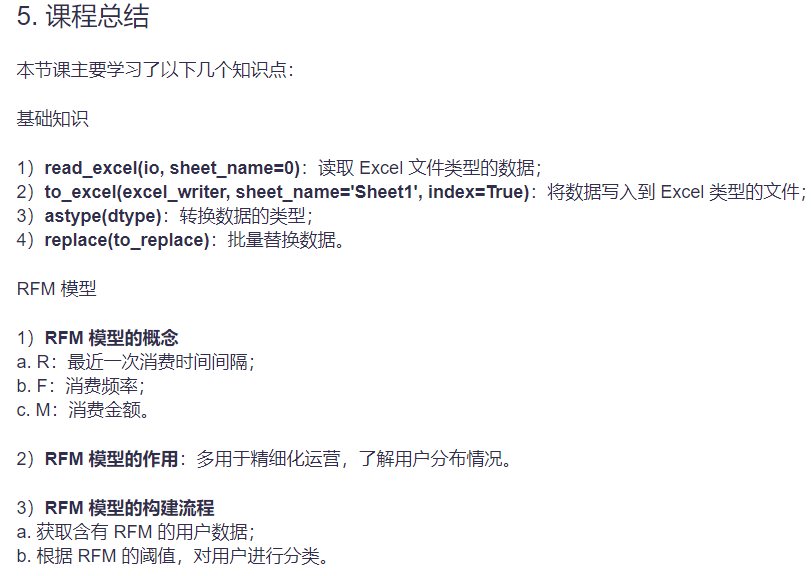 5. 课程总结
本节课主要学习了以下几个知识点：
基础知识
1）read_excel(io, sheet_name=0)：读取 Excel 文件类型的数据；
2）to_excel(excel_writer, sheet_name='Sheet1', index=True)：将数据写入到 Excel 类型的文件；
3）astype(dtype)：转换数据的类型；
4）replace(to_replace)：批量替换数据。
RFM 模型
1）RFM 模型的概念
a. R：最近一次消费时间间隔；
b. F：消费频率；
c. M：消费金额。
2）RFM 模型的作用：多用于精细化运营，了解用户分布情况。
3）RFM 模型的构建流程
a. 获取含有 RFM 的用户数据；
b. 根据 RFM 的阈值，对用户进行分类。